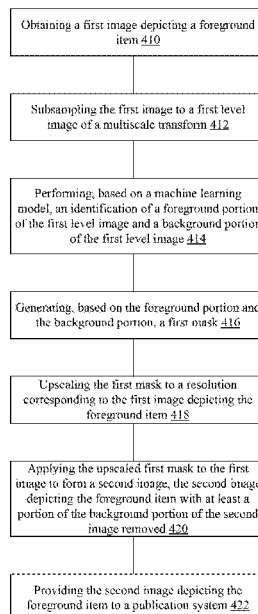 Obtaining a first image depicting a foreground
item 410
Subsampling the first image to a first level
image of a multiscale transform 412
Performing, based on a machine learning
model, an identification of a foreground portion
of the first level image and a background portion
of the first level image 414
Generating, based on the foreground portion and
the background portion, a first mask 416
Upscaling the first mask to a resolution
corresponding to the first image depicting the
foreground item 418
Applying the upscaled first mask to the first
image to form a second image, the second image
depicting the foreground item with at least a
portion of the background portion of the second
image removed 420
Providing the second image depicting the
foreground item to a publication system 422